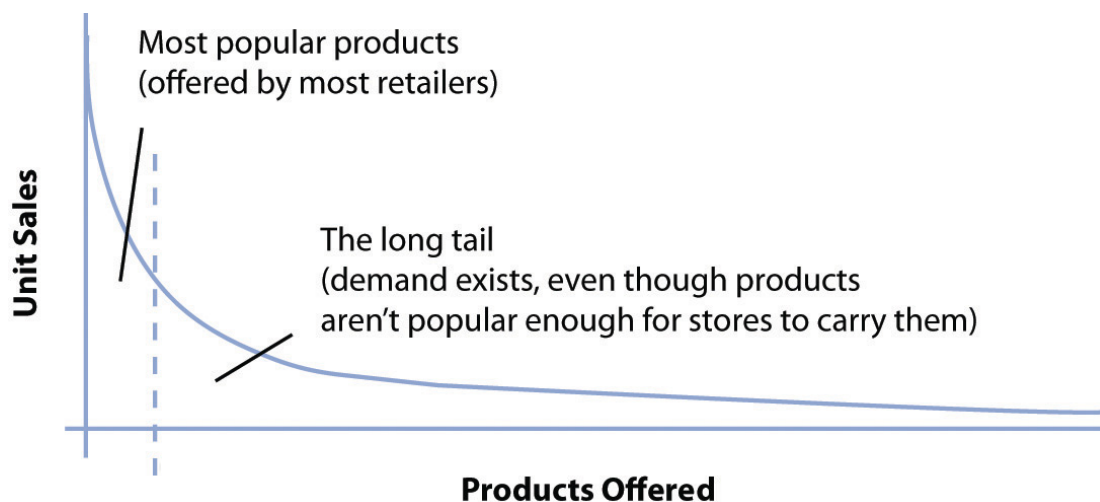 Most popular products
(offered by most retailers)
Unit Sales
The long tail
(demand exists, even though products
aren’t popular enough for stores to carry them)
Products Offered